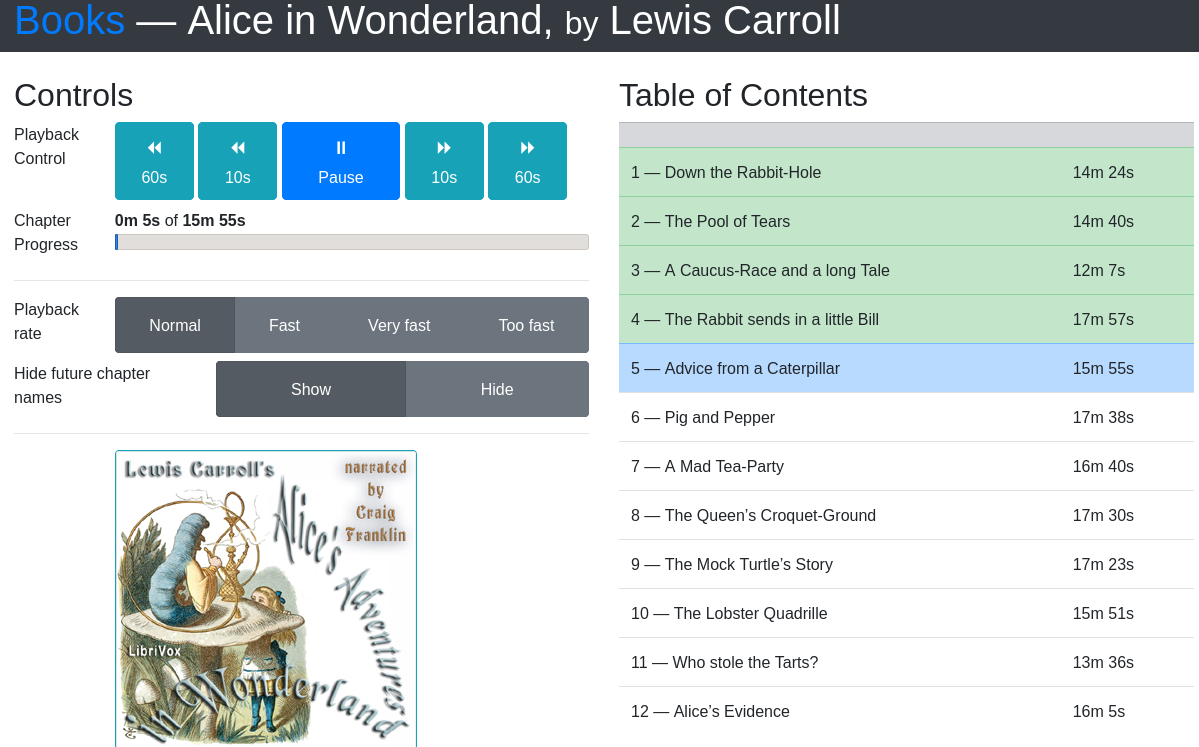 Books — Alice in Wonderland, by Lewis Carroll
Controls
Playback
Control
60s
10s
Pause
10s
60s
Chapter
Progress
0m 5s of 15m 55s
Playback
rate
Normal
Fast
Very fast
Too fast
Hide future chapter
names
Show
Hide
Lewis Carroll's
narrated
by
Craig
Franklin
Alice's
Adventures
in Wonderland
LibriVox
Table of Contents
1 — Down the Rabbit-Hole 14m 24s
2 — The Pool of Tears 14m 40s
3 — A Caucus-Race and a long Tale 12m 7s
4 — The Rabbit sends in a little Bill 17m 57s
5 — Advice from a Caterpillar 15m 55s
6 — Pig and Pepper 17m 38s
7 — A Mad Tea-Party 16m 40s
8 — The Queen’s Croquet-Ground 17m 30s
9 — The Mock Turtle’s Story 17m 23s
10 — The Lobster Quadrille 15m 51s
11 — Who stole the Tarts? 13m 36s
12 — Alice’s Evidence 16m 5s